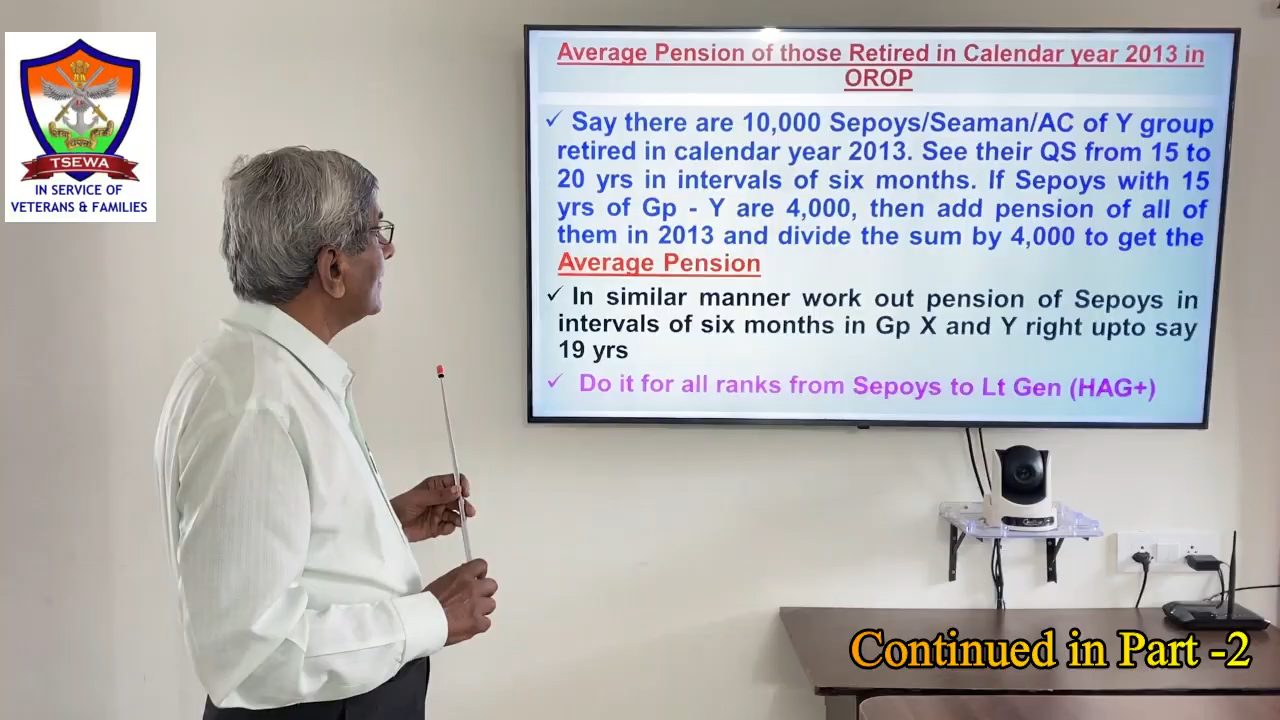 TSEWA
IN SERVICE OF
VETERANS & FAMILIES
Average Pension of those Retired in Calendar year 2013 in
OROP
✓ Say there are 10,000 Sepoys/Seaman/AC of Y group
retired in calendar year 2013. See their QS from 15 to
20 yrs in intervals of six months. If Sepoys with 15
yrs of Gp - Y are 4,000, then add pension of all of
them in 2013 and divide the sum by 4,000 to get the
Average Pension
✓ In similar manner work out pension of Sepoys in
intervals of six months in Gp X and Y right upto say
19 yrs
✓ Do it for all ranks from Sepoys to Lt Gen (HAG+)
Continued in Part -2